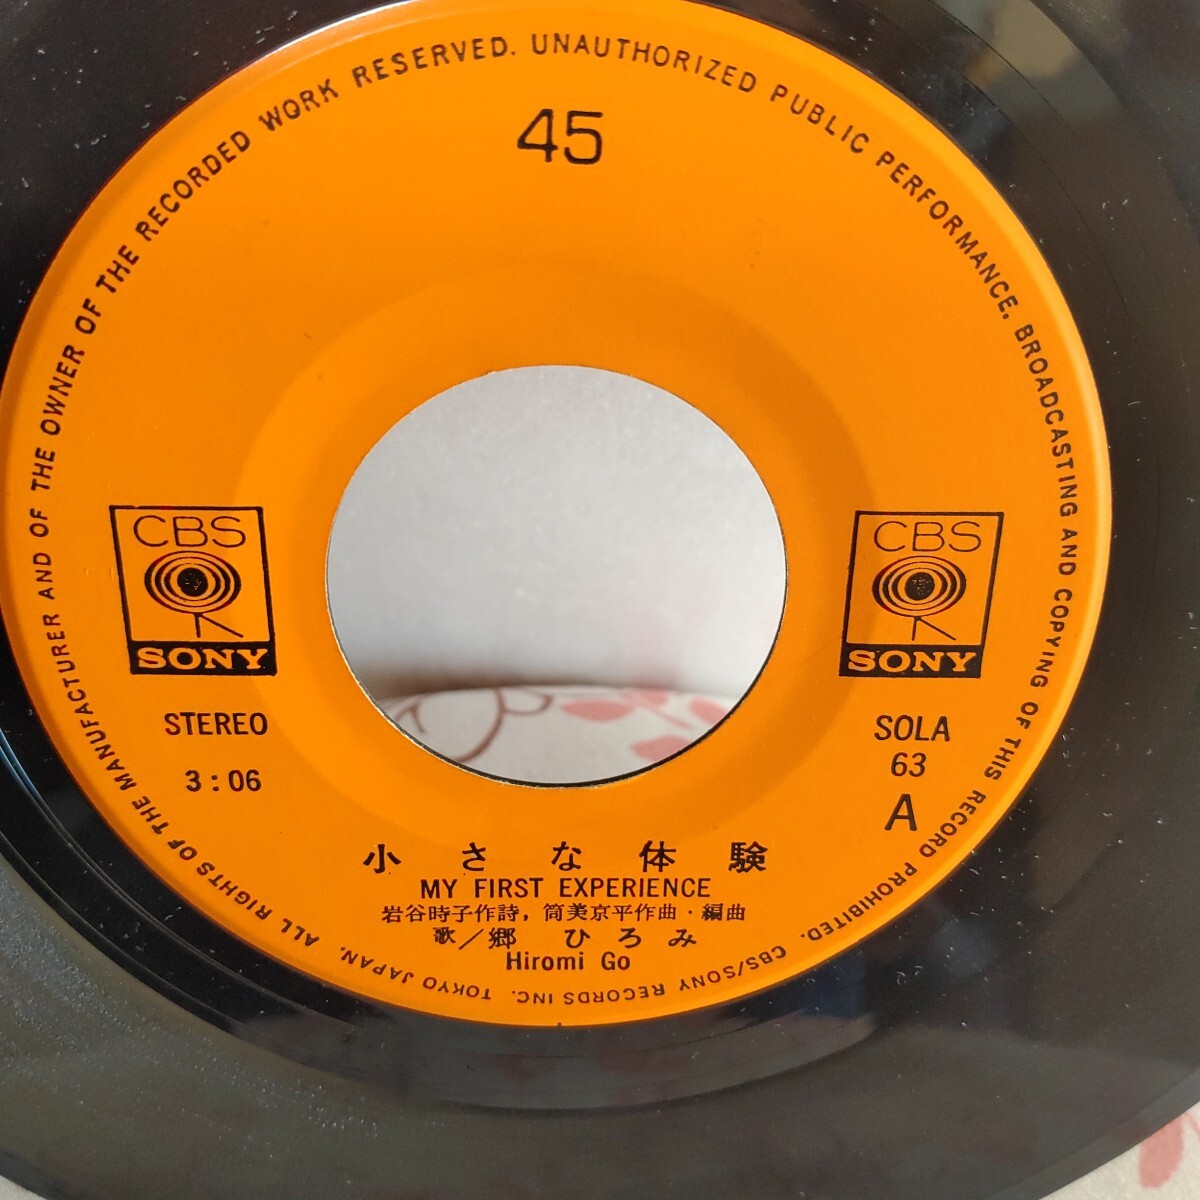 45
CBS
SONY
STEREO
3:06
CBS
SONY
SOLA
63
A
小さな体験
MY FIRST EXPERIENCE
岩谷時子作詩, 筒美京平作曲・編曲
歌／郷 ひろみ
Hiromi Go
ALL RIGHTS OF THE MANUFACTURER AND OF THE OWNER OF THE RECORDED WORK RESERVED. UNAUTHORIZED PUBLIC PERFORMANCE, BROADCASTING AND COPYING OF THIS RECORD PROHIBITED. CBS/SONY RECORDS INC. TOKYO JAPAN.